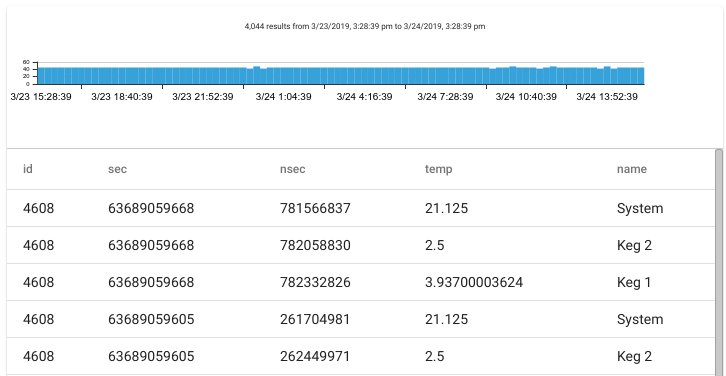 4,044 results from 3/23/2019, 3:28:39 pm to 3/24/2019, 3:28:39 pm
60
40
20
0
3/23 15:28:39 3/23 18:40:39 3/23 21:52:39 3/24 1:04:39 3/24 4:16:39 3/24 7:28:39 3/24 10:40:39 3/24 13:52:39
id sec nsec temp name
4608 63689059668 781566837 21.125 System
4608 63689059668 782058830 2.5 Keg 2
4608 63689059668 782332826 3.93700003624 Keg 1
4608 63689059605 261704981 21.125 System
4608 63689059605 262449971 2.5 Keg 2